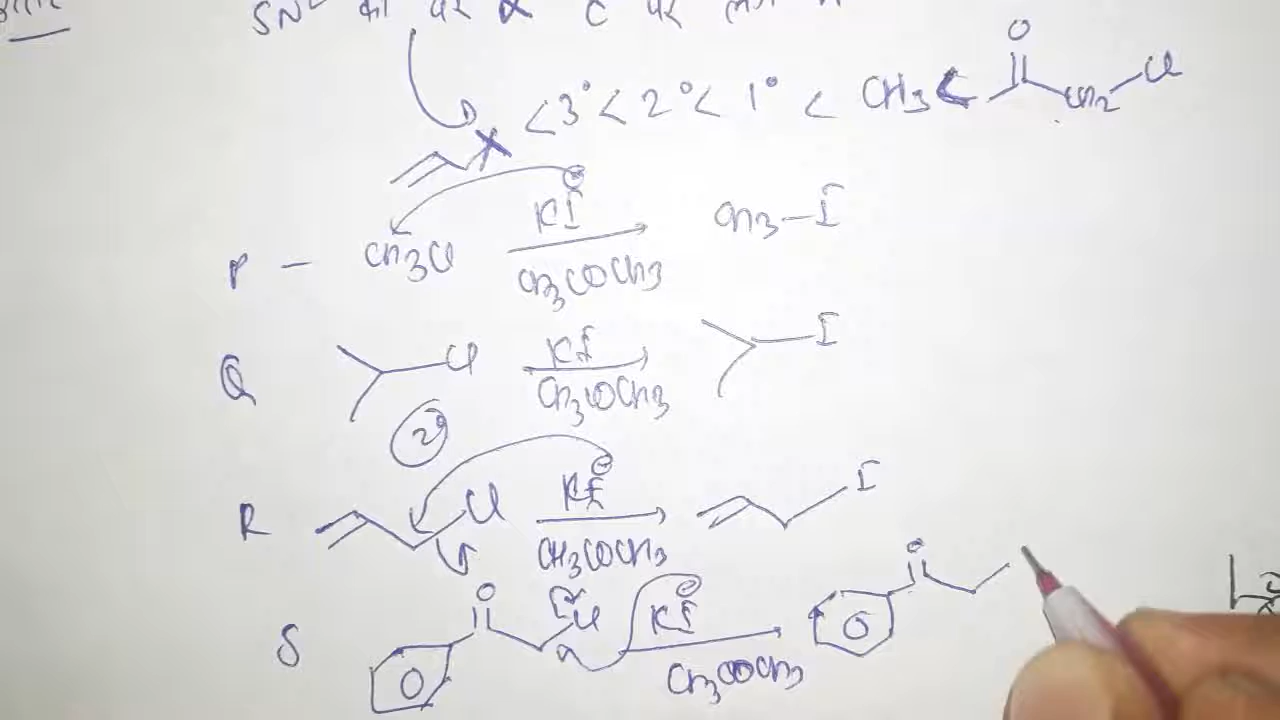 SN² का पर α C पर
<3°< 2°< 1° < CH3 < O CH2 Cl
X
P - CH3Cl KI CH3COCH3 CH3-I
Q Cl KI CH3COCH3 I
2°
R Cl KI CH3COCH3 I
S O Cl KI CH3COCH3 O